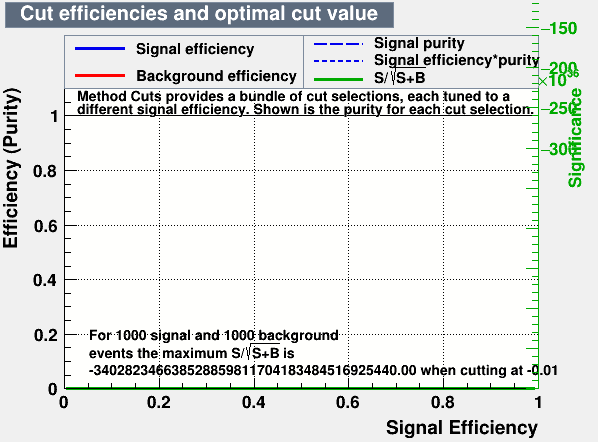 Cut efficiencies and optimal cut value
Signal efficiency
Background efficiency
Signal purity
Signal efficiency*purity
S/√S+B
Method Cuts provides a bundle of cut selections, each tuned to a
different signal efficiency. Shown is the purity for each cut selection.
Efficiency (Purity)
1
0.8
0.6
0.4
0.2
0
For 1000 signal and 1000 background
events the maximum S/√S+B is
-340282346638528859811704183484516925440.00 when cutting at -0.01
0
0.2
0.4
0.6
0.8
1
Signal Efficiency
−150
−200
×10³⁶
−250
−300
Significance